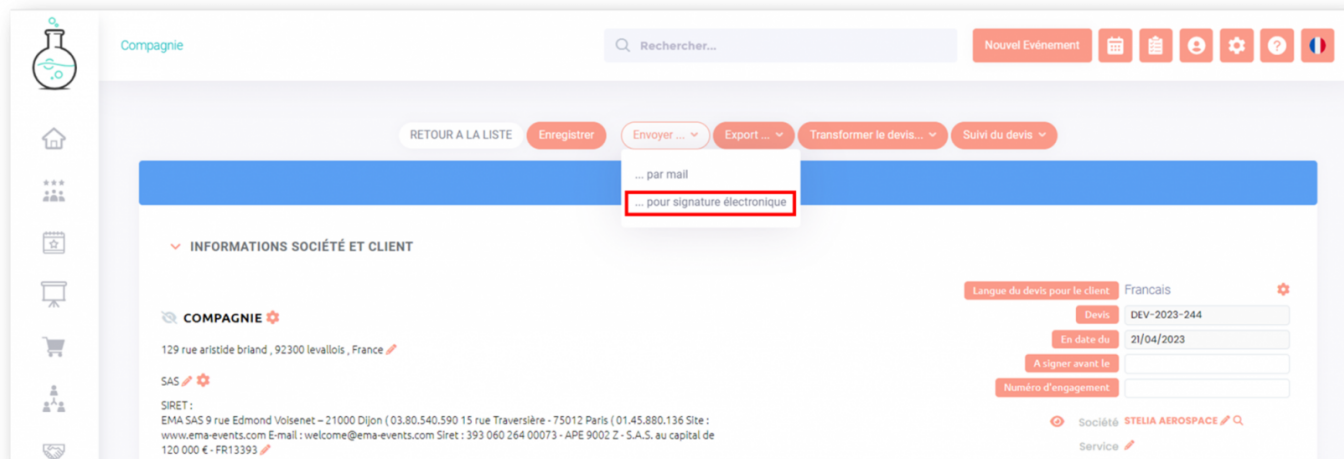 Compagnie
Rechercher...
Nouvel Evénement
RETOUR A LA LISTE
Enregistrer
Envoyer ...
Export ...
Transformer le devis...
Suivi du devis
... par mail
... pour signature électronique
INFORMATIONS SOCIÉTÉ ET CLIENT
Langue du devis pour le client Francais
COMPAGNIE
Devis DEV-2023-244
En date du 21/04/2023
129 rue aristide briand , 92300 levallois , France
A signer avant le
SAS
Numéro d'engagement
SIRET :
EMA SAS 9 rue Edmond Voisenet – 21000 Dijon ( 03.80.540.590 15 rue Traversière - 75012 Paris ( 01.45.880.136 Site :
www.ema-events.com E-mail : welcome@ema-events.com Siret : 393 060 264 00073 - APE 9002 Z - S.A.S. au capital de
120 000 € - FR13393
Société STELIA AEROSPACE
Service